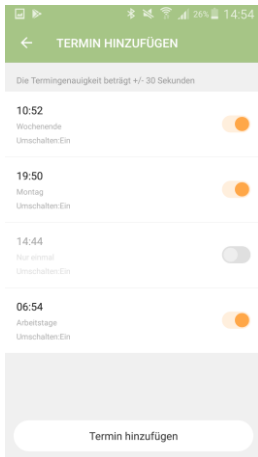 26% 14:54
TERMIN HINZUFÜGEN
Die Termingenauigkeit beträgt +/- 30 Sekunden
10:52
Wochenende
Umschalten:Ein
19:50
Montag
Umschalten:Ein
14:44
Nur einmal
Umschalten:Ein
06:54
Arbeitstage
Umschalten:Ein
Termin hinzufügen